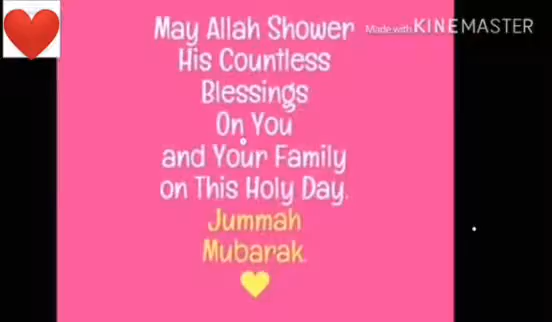 May Allah Shower
His Countless
Blessings
On You
and Your Family
on This Holy Day.
Jummah
Mubarak
Made with KINEMASTER